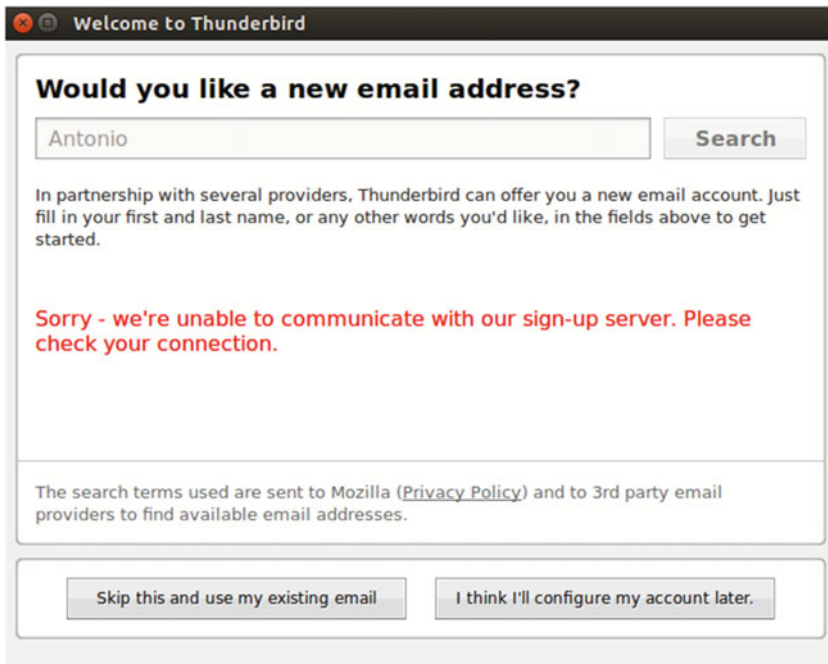 Welcome to Thunderbird
Would you like a new email address?
Antonio
Search
In partnership with several providers, Thunderbird can offer you a new email account. Just
fill in your first and last name, or any other words you'd like, in the fields above to get
started.
Sorry - we're unable to communicate with our sign-up server. Please
check your connection.
The search terms used are sent to Mozilla (Privacy Policy) and to 3rd party email
providers to find available email addresses.
Skip this and use my existing email
I think I'll configure my account later.